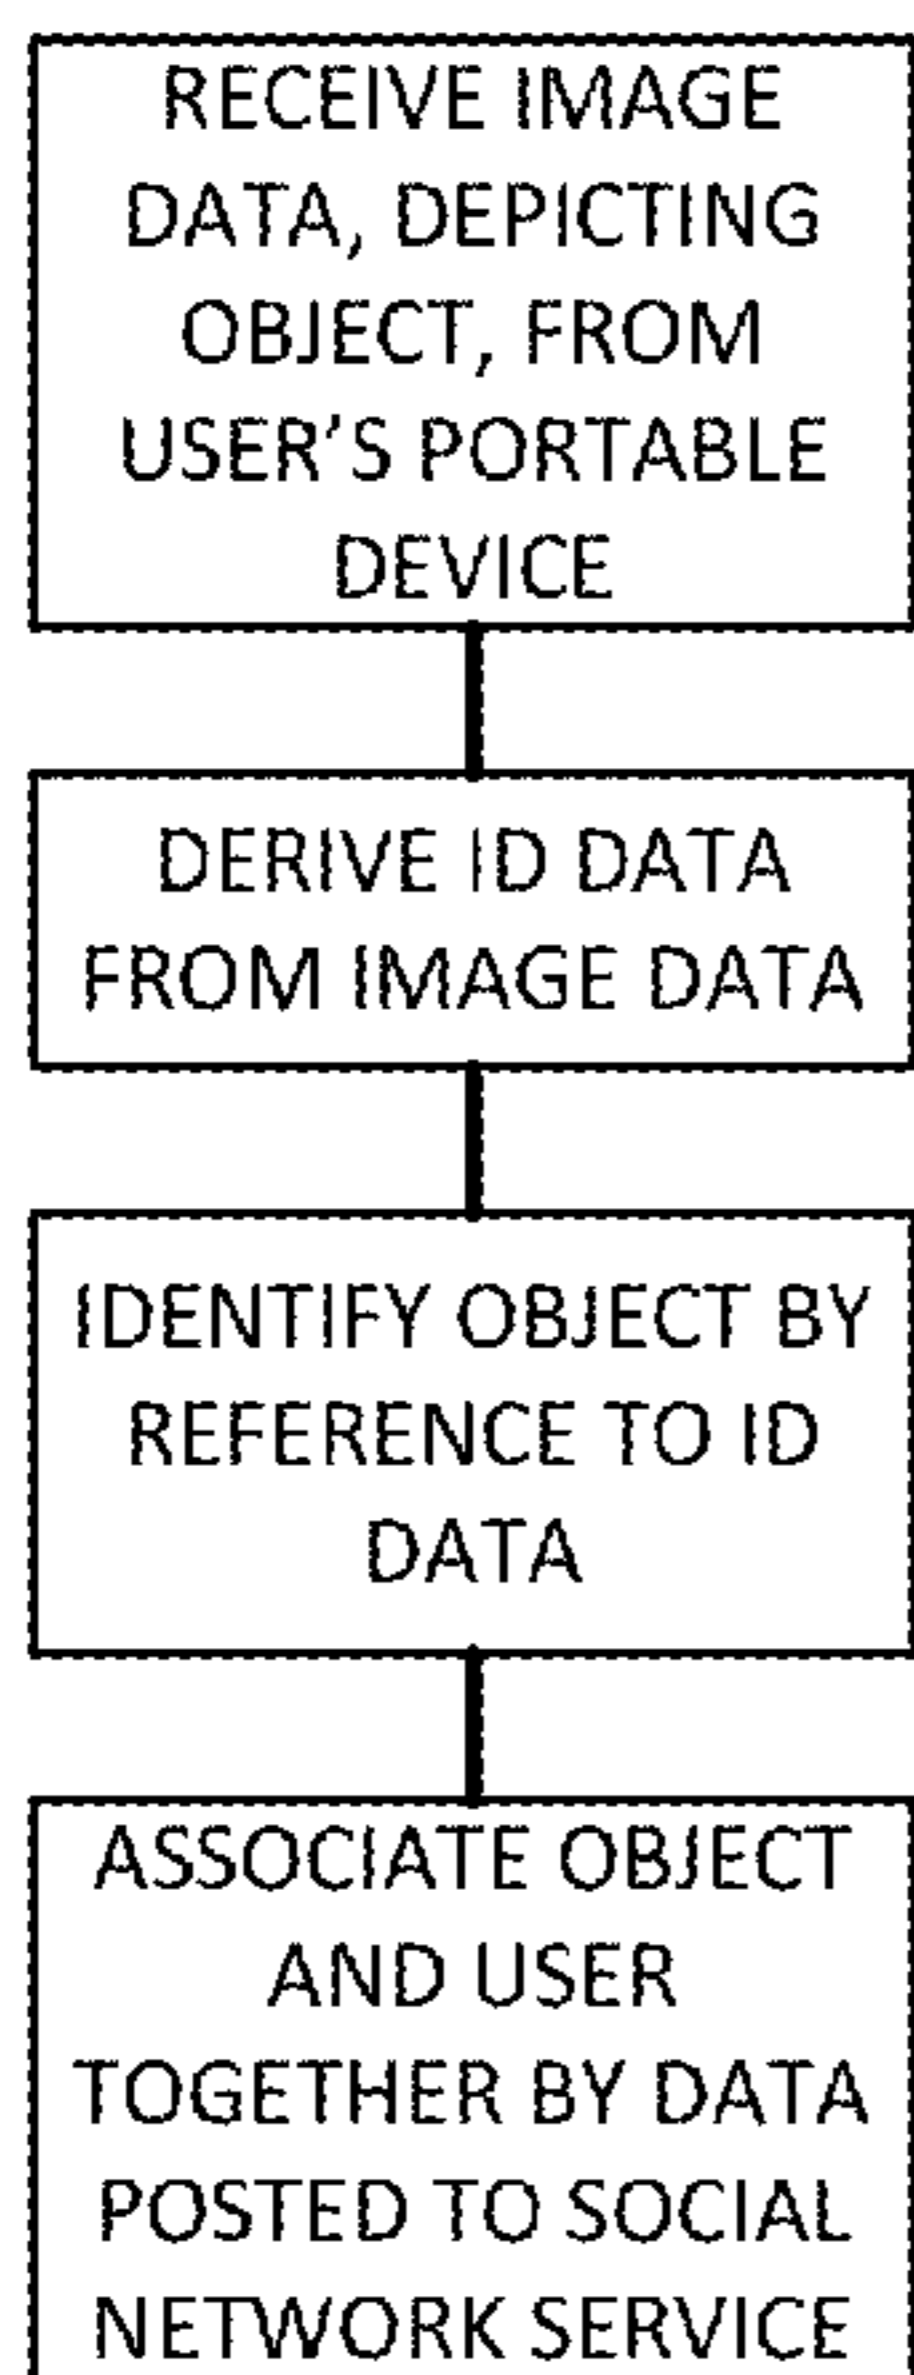 RECEIVE IMAGE
DATA, DEPICTING
OBJECT, FROM
USER'S PORTABLE
DEVICE
DERIVE ID DATA
FROM IMAGE DATA
IDENTIFY OBJECT BY
REFERENCE TO ID
DATA
ASSOCIATE OBJECT
AND USER
TOGETHER BY DATA
POSTED TO SOCIAL
NETWORK SERVICE